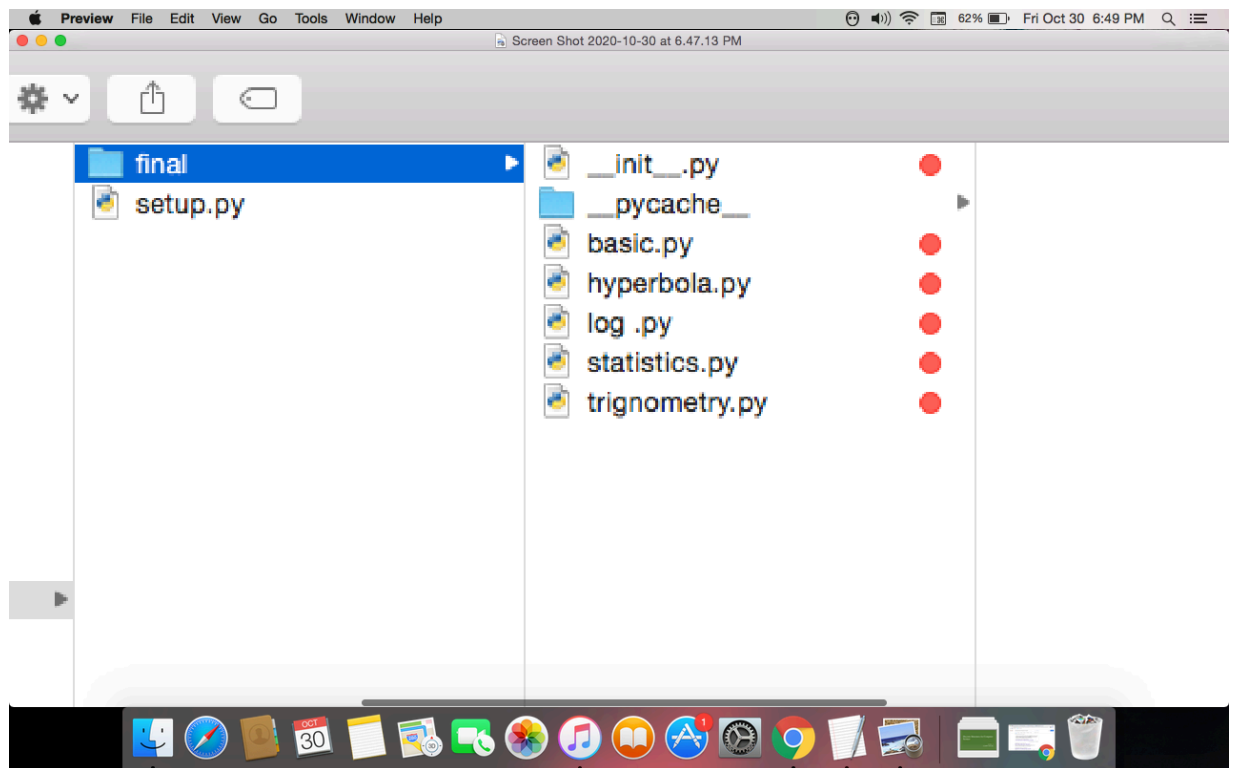 Preview File Edit View Go Tools Window Help 62% Fri Oct 30 6:49 PM
Screen Shot 2020-10-30 at 6.47.13 PM
final
setup.py
__init__.py
__pycache__
basic.py
hyperbola.py
log .py
statistics.py
trignometry.py
OCT
30
1